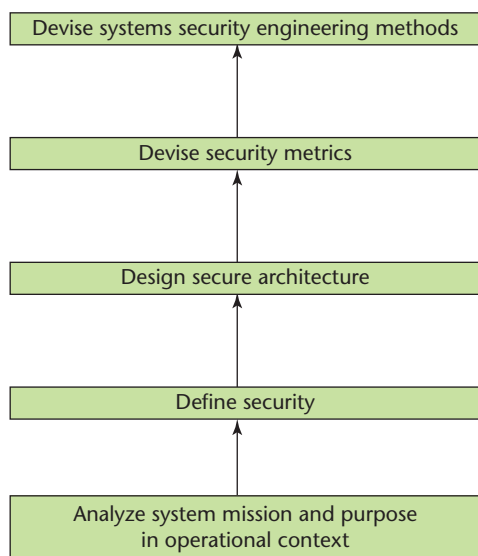 Devise systems security engineering methods
Devise security metrics
Design secure architecture
Define security
Analyze system mission and purpose
in operational context